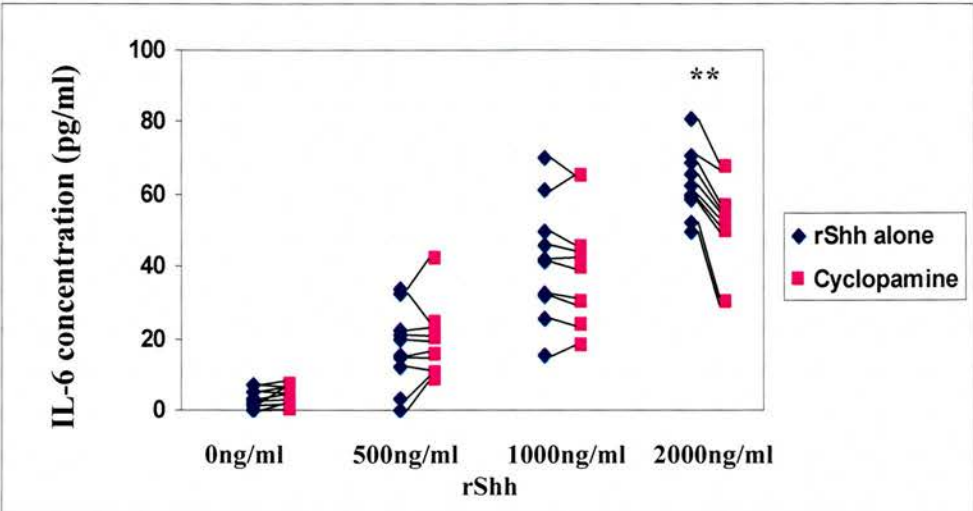 IL-6 concentration (pg/ml)
100
80
60
40
20
0
**
0ng/ml 500ng/ml 1000ng/ml 2000ng/ml
rShh
rShh alone
Cyclopamine